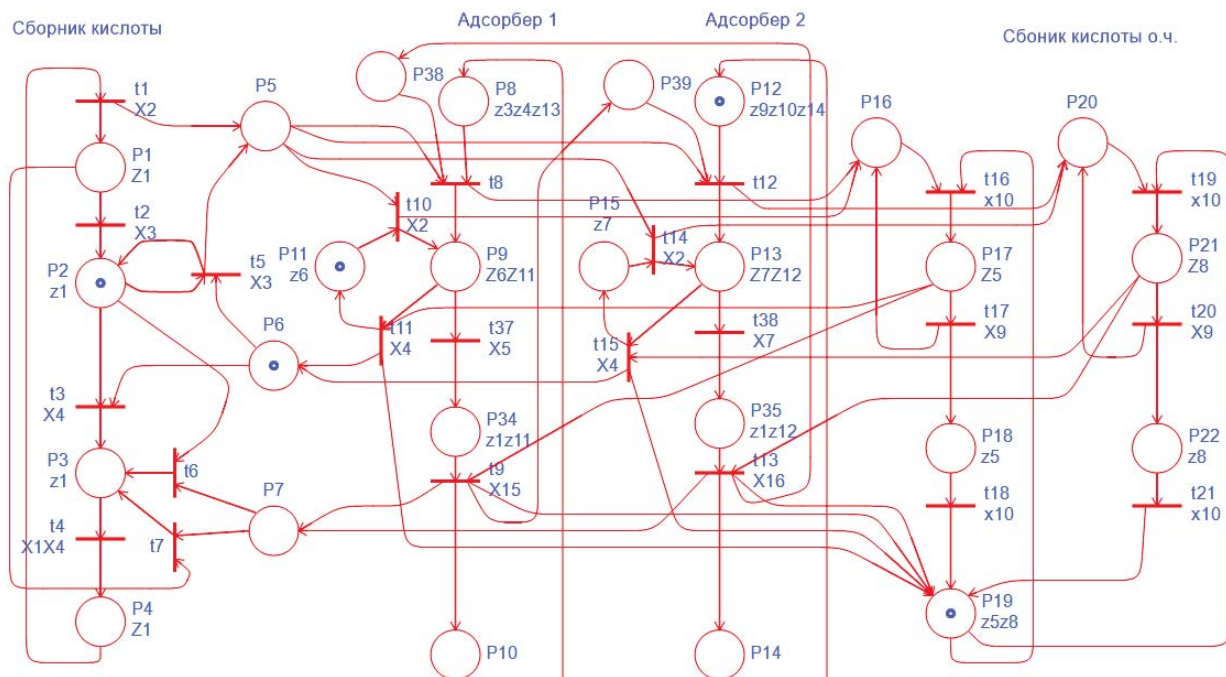 Сборник кислоты
Адсорбер 1
Адсорбер 2
Сбоник кислоты о.ч.
t1
X2
P5
P38
P8
z3z4z13
P39
P12
z9z10z14
P16
P20
P1
Z1
t2
X3
t8
t12
t16
x10
t19
x10
P2
z1
t5
X3
t10
X2
P11
z6
P9
Z6Z11
P15
z7
t14
X2
P13
Z7Z12
P17
Z5
P21
Z8
P6
t11
X4
t37
X5
t15
X4
t38
X7
t17
X9
t20
X9
t3
X4
P34
z1z11
P35
z1z12
P18
z5
P22
z8
P3
z1
t6
P7
t9
X15
t13
X16
t18
x10
t21
x10
t4
X1X4
t7
P4
Z1
P10
P14
P19
z5z8